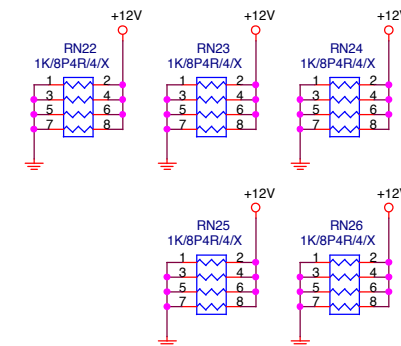 +12V +12V +12V
RN22 RN23 RN24
1K/8P4R/4/X 1K/8P4R/4/X 1K/8P4R/4/X
1 2 1 2 1 2
3 4 3 4 3 4
5 6 5 6 5 6
7 8 7 8 7 8
+12V +12V
RN25 RN26
1K/8P4R/4/X 1K/8P4R/4/X
1 2 1 2
3 4 3 4
5 6 5 6
7 8 7 8